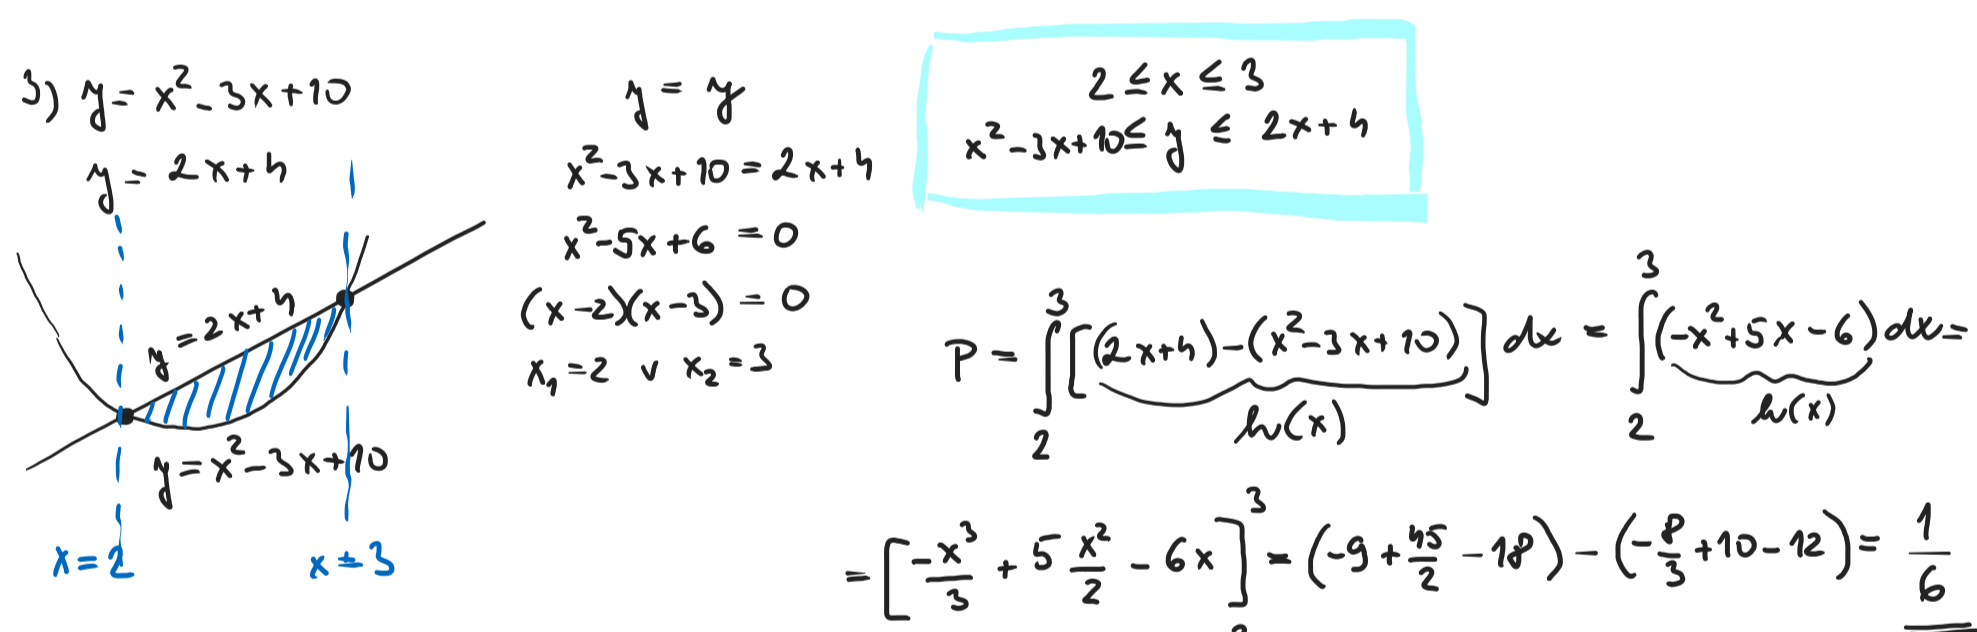 3) y = x² - 3x + 10
y = 2x + 4
y = 2x + 4
y = x² - 3x + 10
x = 2
x = 3
y = y
x² - 3x + 10 = 2x + 4
x² - 5x + 6 = 0
(x - 2)(x - 3) = 0
x₁ = 2 ∨ x₂ = 3
2 ≤ x ≤ 3
x² - 3x + 10 ≤ y ≤ 2x + 4
P = ∫₂³ [(2x + 4) - (x² - 3x + 10)] dx = ∫₂³ (-x² + 5x - 6) dx =
h(x) h(x)
= [-x³/3 + 5 x²/2 - 6x]₂³ = (-9 + 45/2 - 18) - (-8/3 + 10 - 12) = 1/6